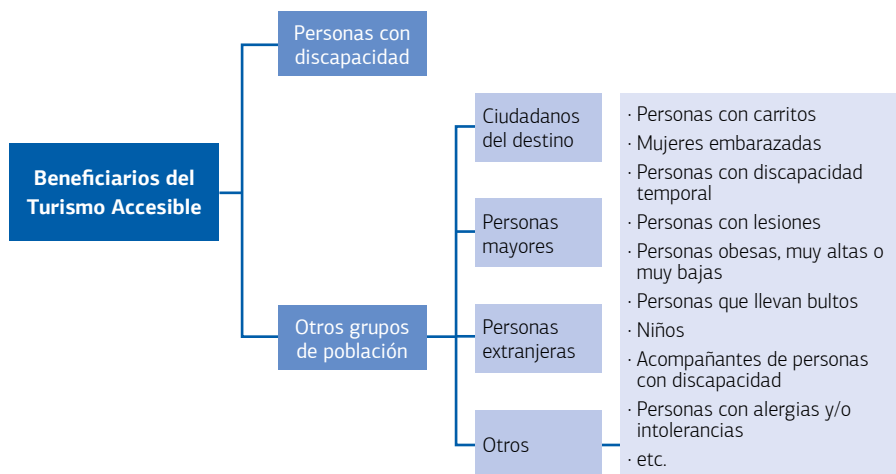 Personas con
discapacidad
Beneficiarios del
Turismo Accesible
Otros grupos
de población
Ciudadanos
del destino
Personas
mayores
Personas
extranjeras
Otros
· Personas con carritos
· Mujeres embarazadas
· Personas con discapacidad
temporal
· Personas con lesiones
· Personas obesas, muy altas o
muy bajas
· Personas que llevan bultos
· Niños
· Acompañantes de personas
con discapacidad
· Personas con alergias y/o
intolerancias
· etc.